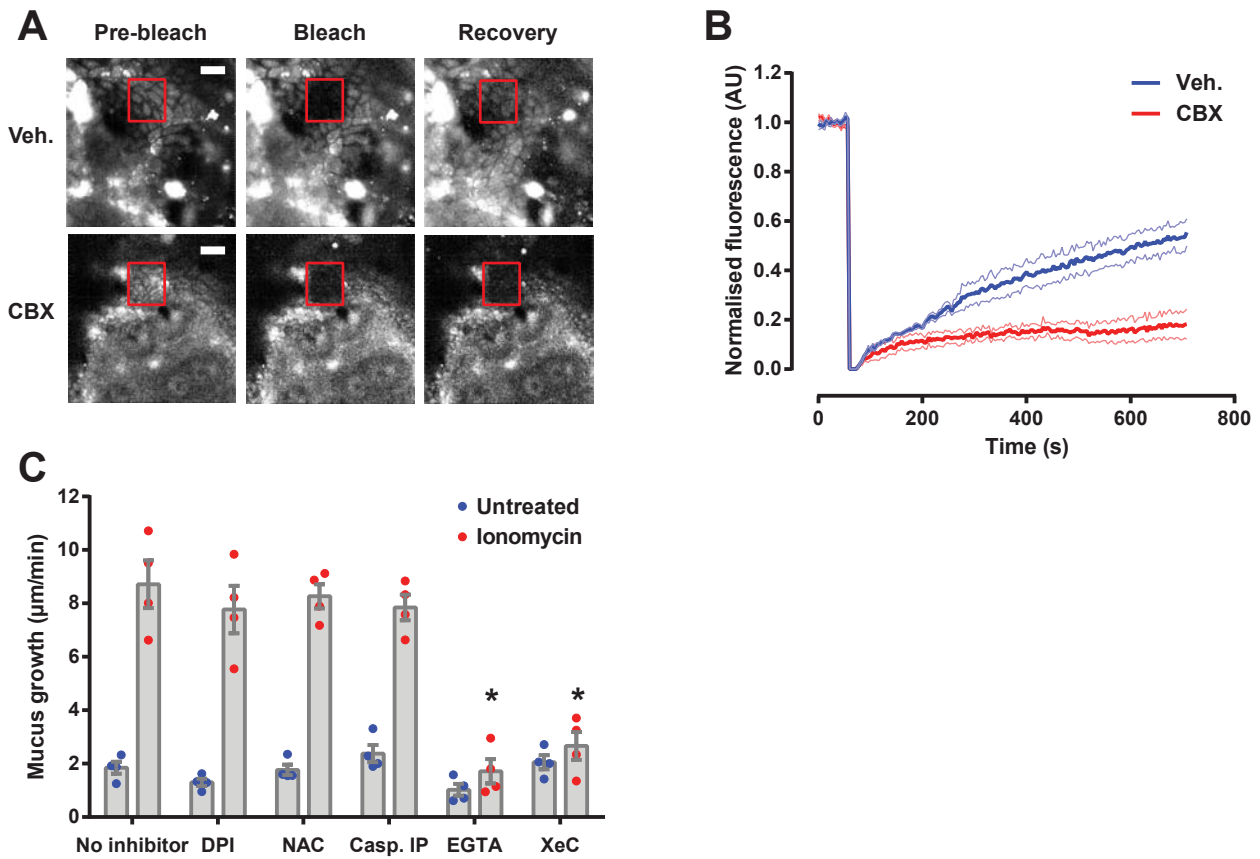 A
Pre-bleach Bleach Recovery
Veh.
CBX
B
Normalised fluorescence (AU)
1.2
1.0
0.8
0.6
0.4
0.2
0.0
0 200 400 600 800
Time (s)
Veh.
CBX
C
Mucus growth (µm/min)
12
10
8
6
4
2
0
Untreated
Ionomycin
* *
No inhibitor DPI NAC Casp. IP EGTA XeC